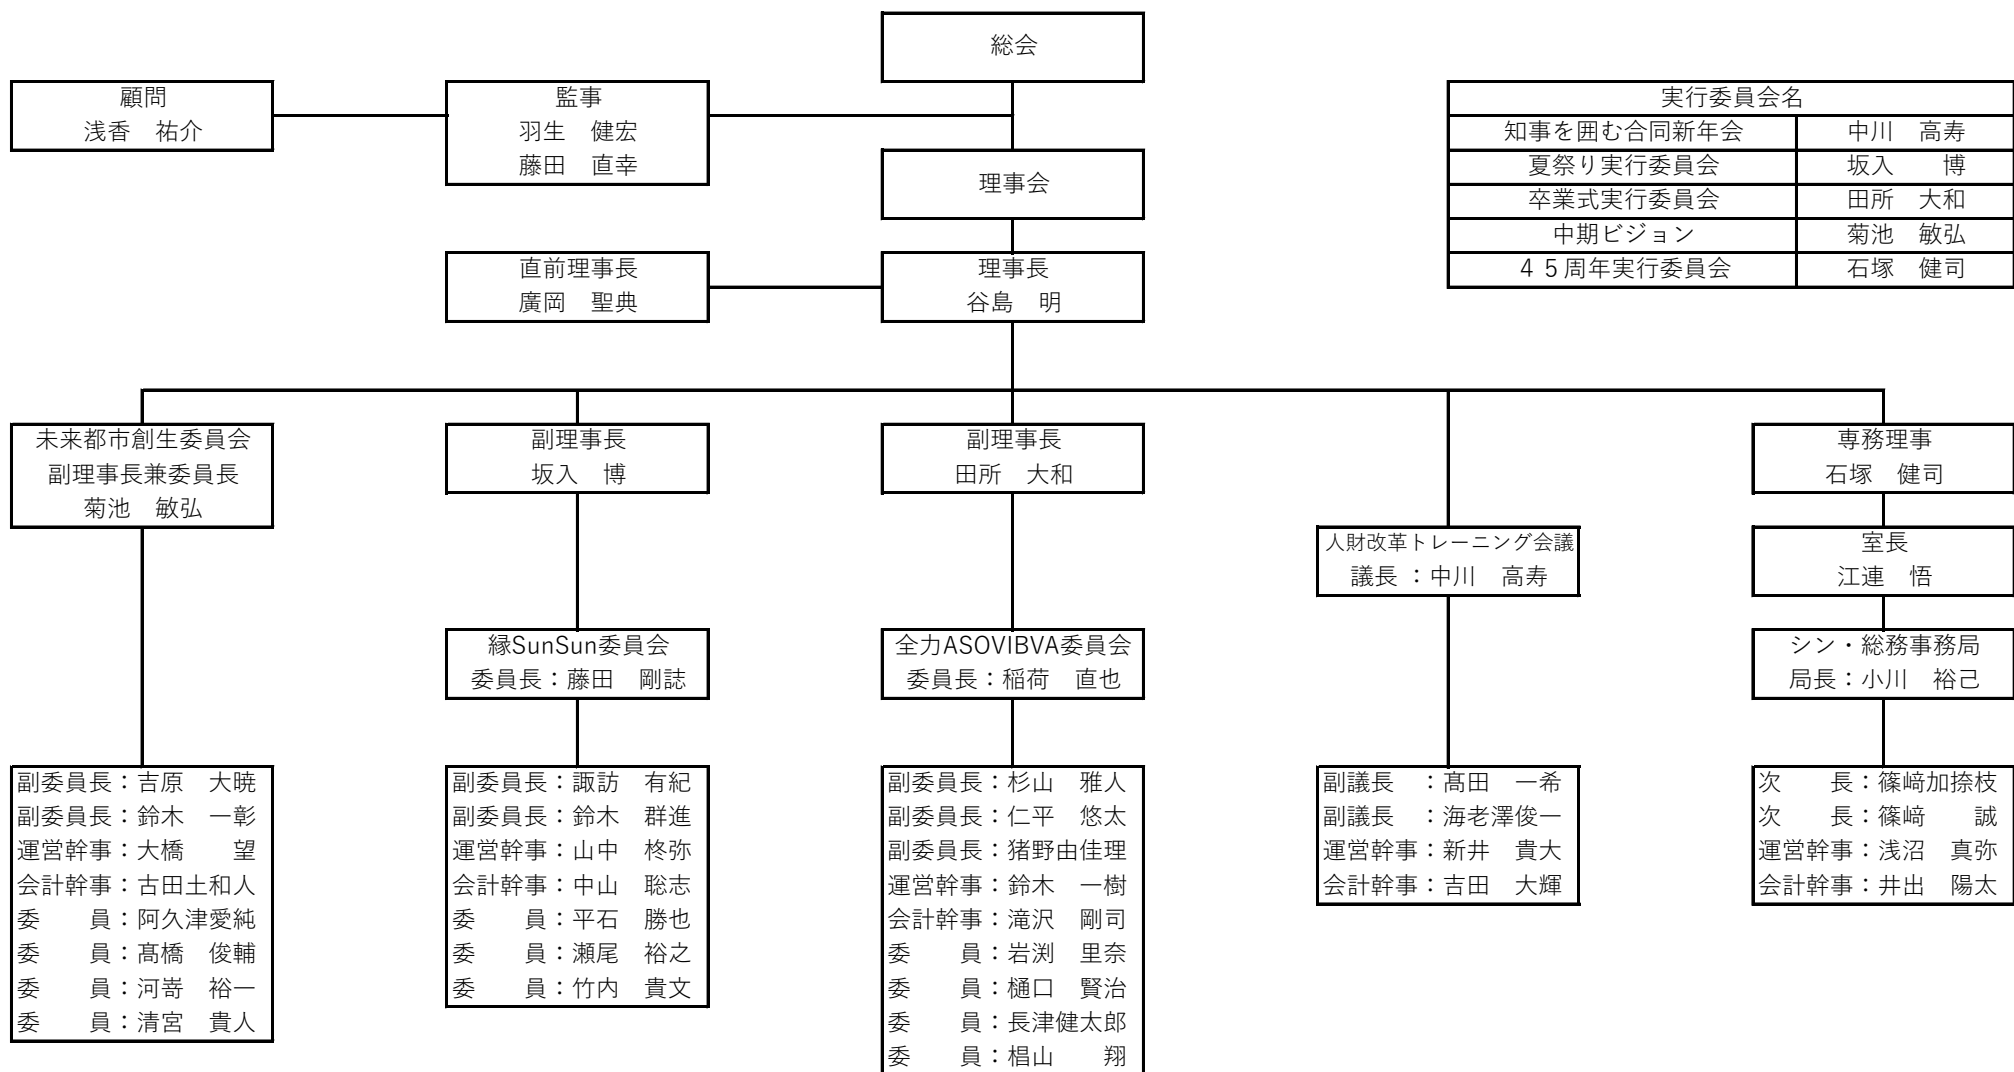 総会
顧問
浅香　祐介
監事
羽生　健宏
藤田　直幸
理事会
直前理事長
廣岡　聖典
理事長
谷島　明
実行委員会名
知事を囲む合同新年会　中川　高寿
夏祭り実行委員会　坂入　　博
卒業式実行委員会　田所　大和
中期ビジョン　菊池　敏弘
４５周年実行委員会　石塚　健司
未来都市創生委員会
副理事長兼委員長
菊池　敏弘
副理事長
坂入　博
副理事長
田所　大和
専務理事
石塚　健司
人財改革トレーニング会議
議長：中川　高寿
室長
江連　悟
縁SunSun委員会
委員長：藤田　剛誌
全力ASOVIBVA委員会
委員長：稲荷　直也
シン・総務事務局
局長：小川　裕己
副委員長：吉原　大暁
副委員長：鈴木　一彰
運営幹事：大橋　　望
会計幹事：古田土和人
委　　員：阿久津愛純
委　　員：髙橋　俊輔
委　　員：河嵜　裕一
委　　員：清宮　貴人
副委員長：諏訪　有紀
副委員長：鈴木　群進
運営幹事：山中　柊弥
会計幹事：中山　聡志
委　　員：平石　勝也
委　　員：瀬尾　裕之
委　　員：竹内　貴文
副委員長：杉山　雅人
副委員長：仁平　悠太
副委員長：猪野由佳理
運営幹事：鈴木　一樹
会計幹事：滝沢　剛司
委　　員：岩渕　里奈
委　　員：樋口　賢治
委　　員：長津健太郎
委　　員：椙山　　翔
副議長　：髙田　一希
副議長　：海老澤俊一
運営幹事：新井　貴大
会計幹事：吉田　大輝
次　　長：篠﨑加捺枝
次　　長：篠﨑　　誠
運営幹事：浅沼　真弥
会計幹事：井出　陽太